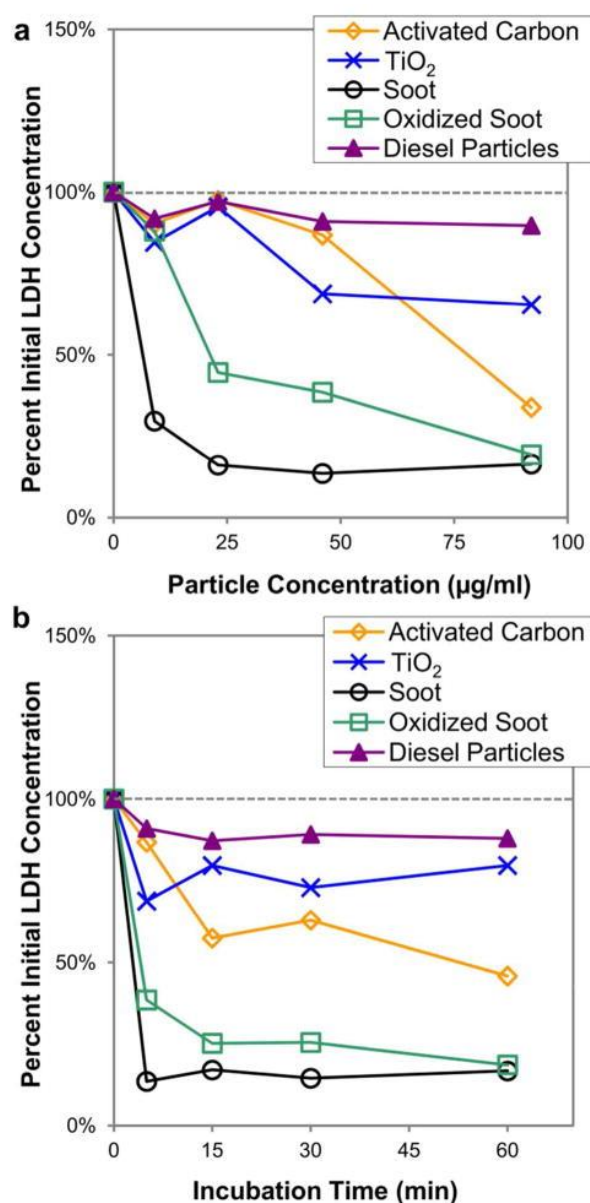 a
150%
100%
50%
0%
Percent Initial LDH Concentration
Activated Carbon
TiO₂
Soot
Oxidized Soot
Diesel Particles
0 25 50 75 100
Particle Concentration (µg/ml)
b
150%
100%
50%
0%
Percent Initial LDH Concentration
Activated Carbon
TiO₂
Soot
Oxidized Soot
Diesel Particles
0 15 30 45 60
Incubation Time (min)